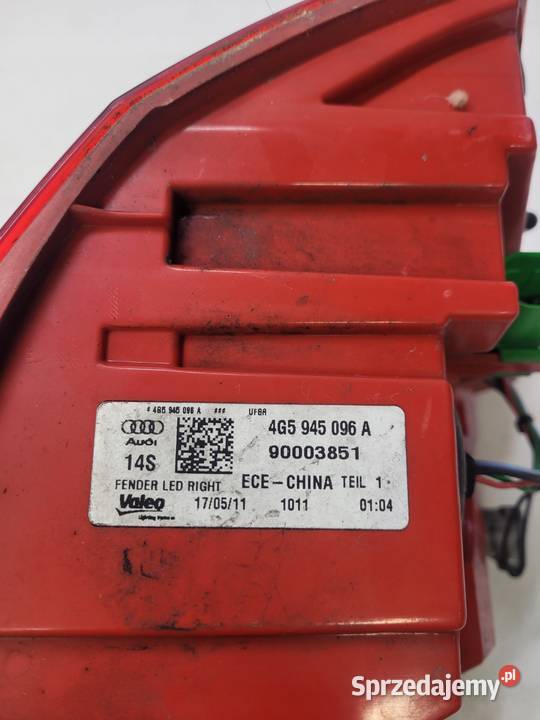 # 4G5 945 096 A ### UFBR
Audi
14S
4G5 945 096 A
90003851
FENDER LED RIGHT ECE-CHINA TEIL 1
Valeo 17/05/11 1011 01:04
Sprzedajemy.pl